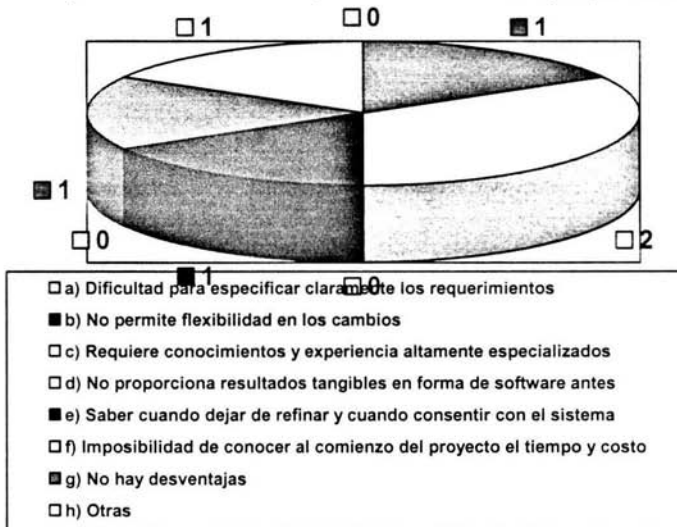 1
0
1
1
0
2
1
0
a) Dificultad para especificar claramente los requerimientos
b) No permite flexibilidad en los cambios
c) Requiere conocimientos y experiencia altamente especializados
d) No proporciona resultados tangibles en forma de software antes
e) Saber cuando dejar de refinar y cuando consentir con el sistema
f) Imposibilidad de conocer al comienzo del proyecto el tiempo y costo
g) No hay desventajas
h) Otras